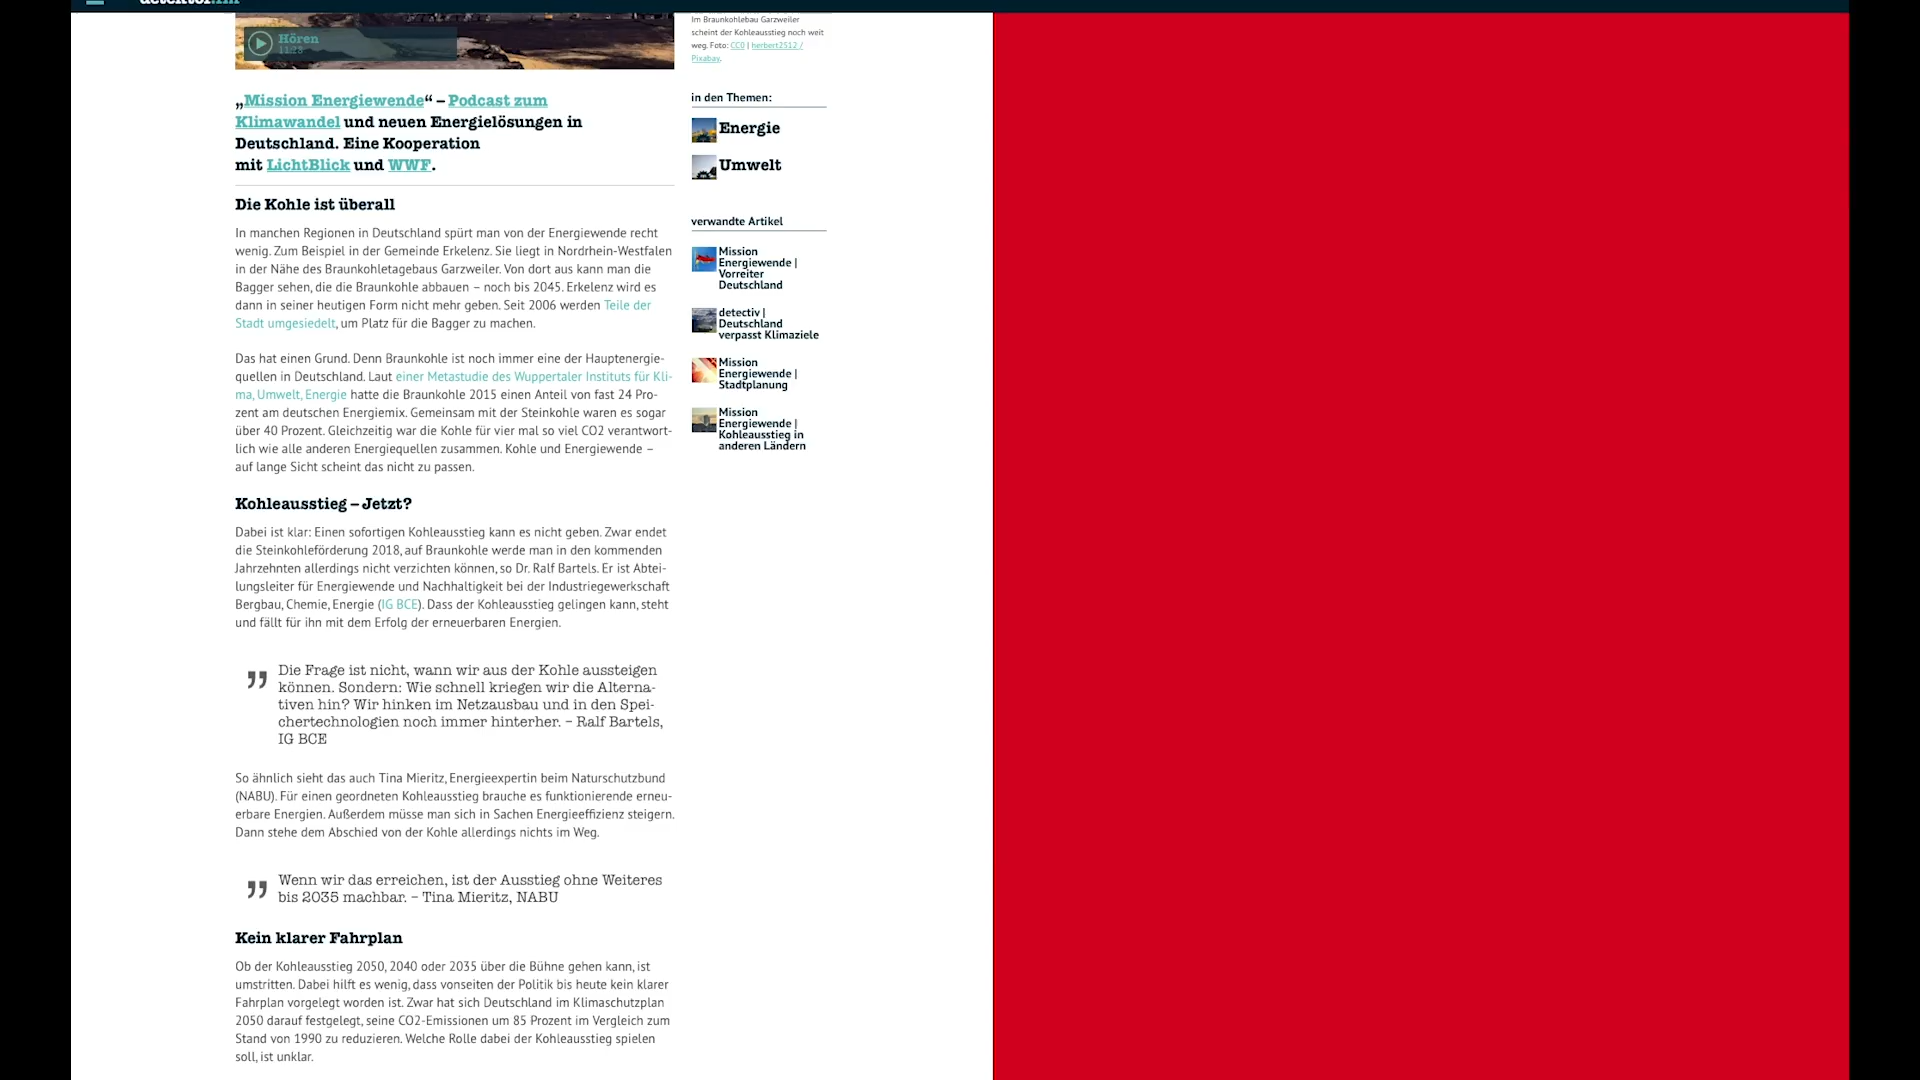 Hören
11:23
„Mission Energiewende“ – Podcast zum
Klimawandel und neuen Energielösungen in
Deutschland. Eine Kooperation
mit LichtBlick und WWF.
Die Kohle ist überall
In manchen Regionen in Deutschland spürt man von der Energiewende recht
wenig. Zum Beispiel in der Gemeinde Erkelenz. Sie liegt in Nordrhein-Westfalen
in der Nähe des Braunkohletagebaus Garzweiler. Von dort aus kann man die
Bagger sehen, die die Braunkohle abbauen – noch bis 2045. Erkelenz wird es
dann in seiner heutigen Form nicht mehr geben. Seit 2006 werden Teile der
Stadt umgesiedelt, um Platz für die Bagger zu machen.
Das hat einen Grund. Denn Braunkohle ist noch immer eine der Hauptenergie-
quellen in Deutschland. Laut einer Metastudie des Wuppertaler Instituts für Kli-
ma, Umwelt, Energie hatte die Braunkohle 2015 einen Anteil von fast 24 Pro-
zent am deutschen Energiemix. Gemeinsam mit der Steinkohle waren es sogar
über 40 Prozent. Gleichzeitig war die Kohle für vier mal so viel CO2 verantwort-
lich wie alle anderen Energiequellen zusammen. Kohle und Energiewende –
auf lange Sicht scheint das nicht zu passen.
Kohleausstieg – Jetzt?
Dabei ist klar: Einen sofortigen Kohleausstieg kann es nicht geben. Zwar endet
die Steinkohleförderung 2018, auf Braunkohle werde man in den kommenden
Jahrzehnten allerdings nicht verzichten können, so Dr. Ralf Bartels. Er ist Abtei-
lungsleiter für Energiewende und Nachhaltigkeit bei der Industriegewerkschaft
Bergbau, Chemie, Energie (IG BCE). Dass der Kohleausstieg gelingen kann, steht
und fällt für ihn mit dem Erfolg der erneuerbaren Energien.
” Die Frage ist nicht, wann wir aus der Kohle aussteigen
können. Sondern: Wie schnell kriegen wir die Alterna-
tiven hin? Wir hinken im Netzausbau und in den Spei-
chertechnologien noch immer hinterher. – Ralf Bartels,
IG BCE
So ähnlich sieht das auch Tina Mieritz, Energieexpertin beim Naturschutzbund
(NABU). Für einen geordneten Kohleausstieg brauche es funktionierende erneu-
erbare Energien. Außerdem müsse man sich in Sachen Energieeffizienz steigern.
Dann stehe dem Abschied von der Kohle allerdings nichts im Weg.
” Wenn wir das erreichen, ist der Ausstieg ohne Weiteres
bis 2035 machbar. – Tina Mieritz, NABU
Kein klarer Fahrplan
Ob der Kohleausstieg 2050, 2040 oder 2035 über die Bühne gehen kann, ist
umstritten. Dabei hilft es wenig, dass vonseiten der Politik bis heute kein klarer
Fahrplan vorgelegt worden ist. Zwar hat sich Deutschland im Klimaschutzplan
2050 darauf festgelegt, seine CO2-Emissionen um 85 Prozent im Vergleich zum
Stand von 1990 zu reduzieren. Welche Rolle dabei der Kohleausstieg spielen
soll, ist unklar.
Im Braunkohlebau Garzweiler
scheint der Kohleausstieg noch weit
weg. Foto: CC0 | herbert2512 /
Pixabay.
in den Themen:
Energie
Umwelt
verwandte Artikel
Mission
Energiewende |
Vorreiter
Deutschland
detectiv |
Deutschland
verpasst Klimaziele
Mission
Energiewende |
Stadtplanung
Mission
Energiewende |
Kohleausstieg in
anderen Ländern